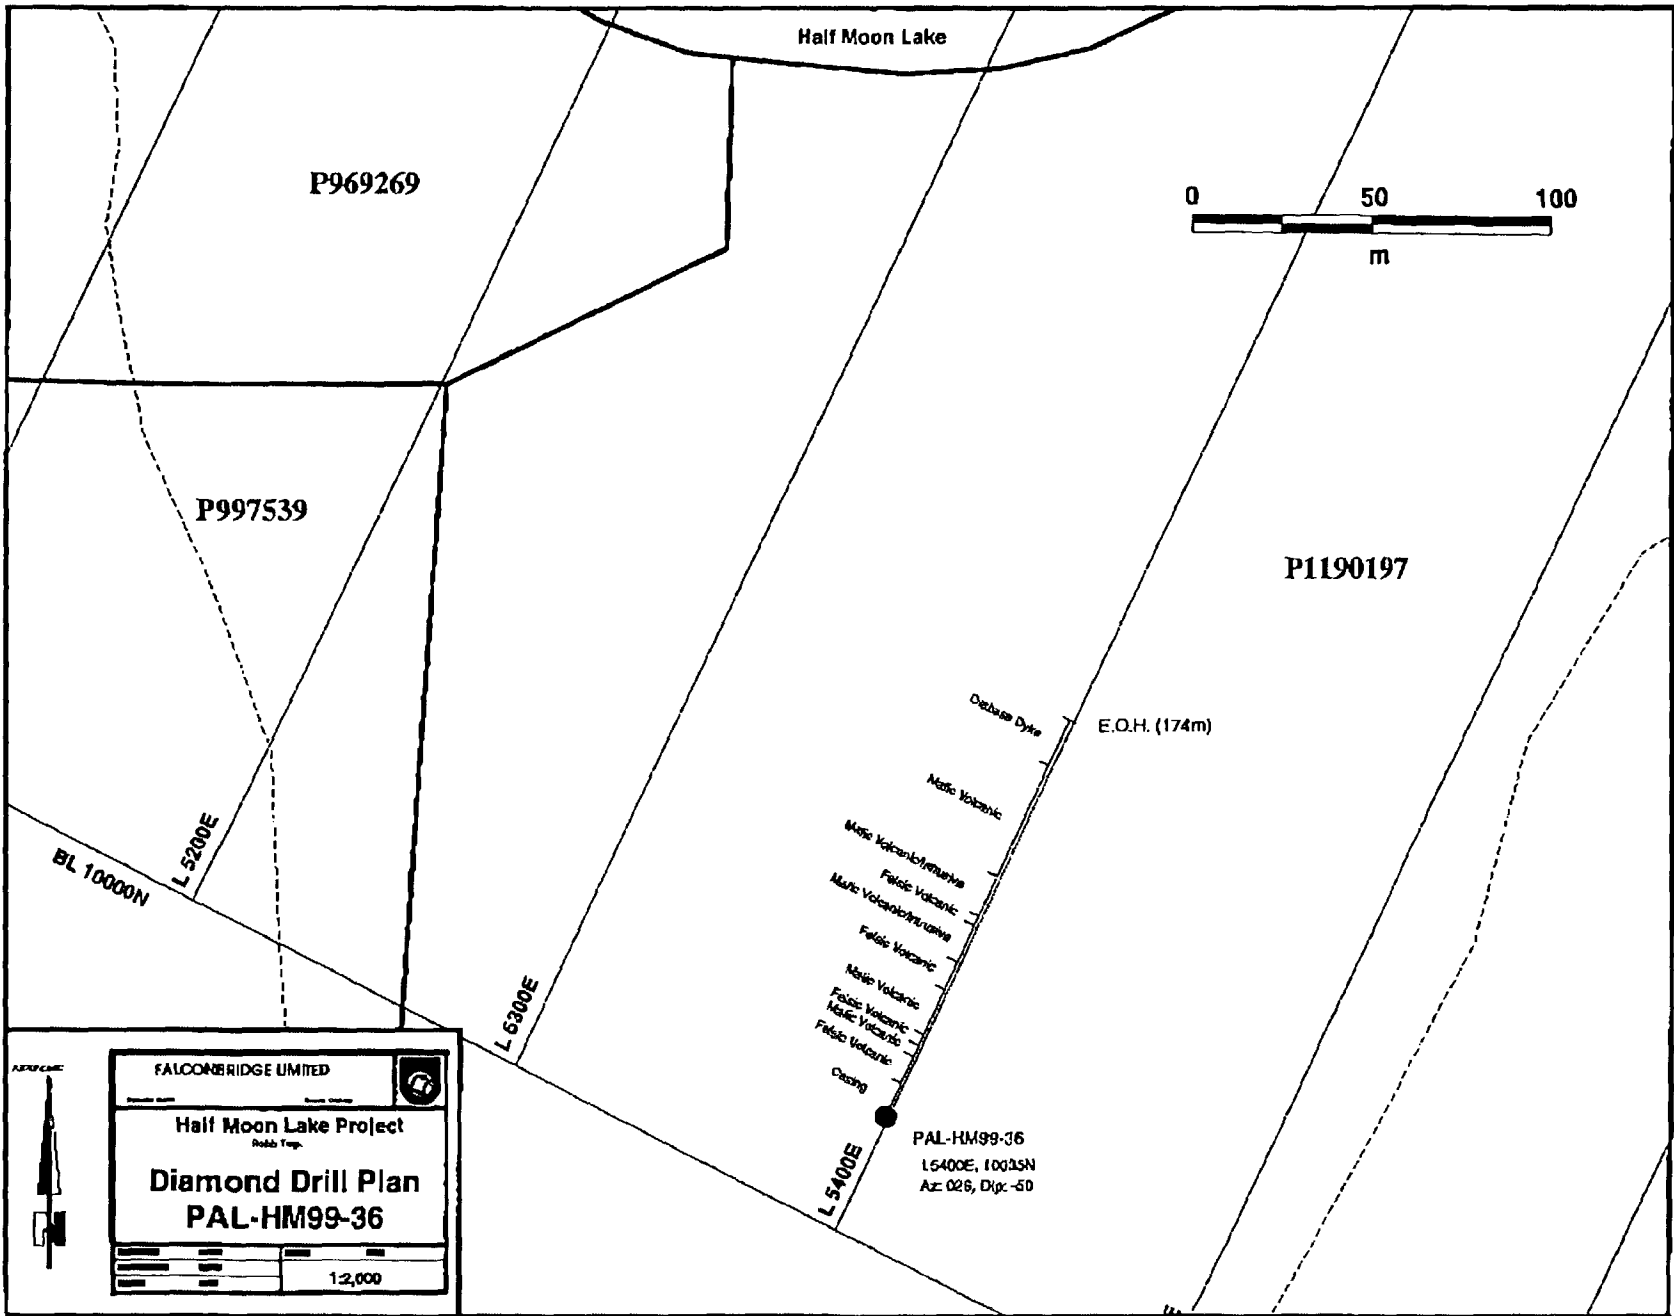 Half Moon Lake
P969269
0 50 100
m
P997539
P1190197
E.O.H. (174m)
Diabase Dyke
Mafic Volcanic
Mafic Volcanic/Intrusive
Felsic Volcanic
Mafic Volcanic/Intrusive
Felsic Volcanic
Mafic Volcanic
Felsic Volcanic
Mafic Volcanic
Felsic Volcanic
Casing
L 5200E
BL 10000N
L 5300E
L 5400E
PAL-HM99-36
L5400E, 10035N
Az: 026, Dip: -50
FALCONBRIDGE LIMITED
Half Moon Lake Project
Robb Twp.
Diamond Drill Plan
PAL-HM99-36
1:2,000